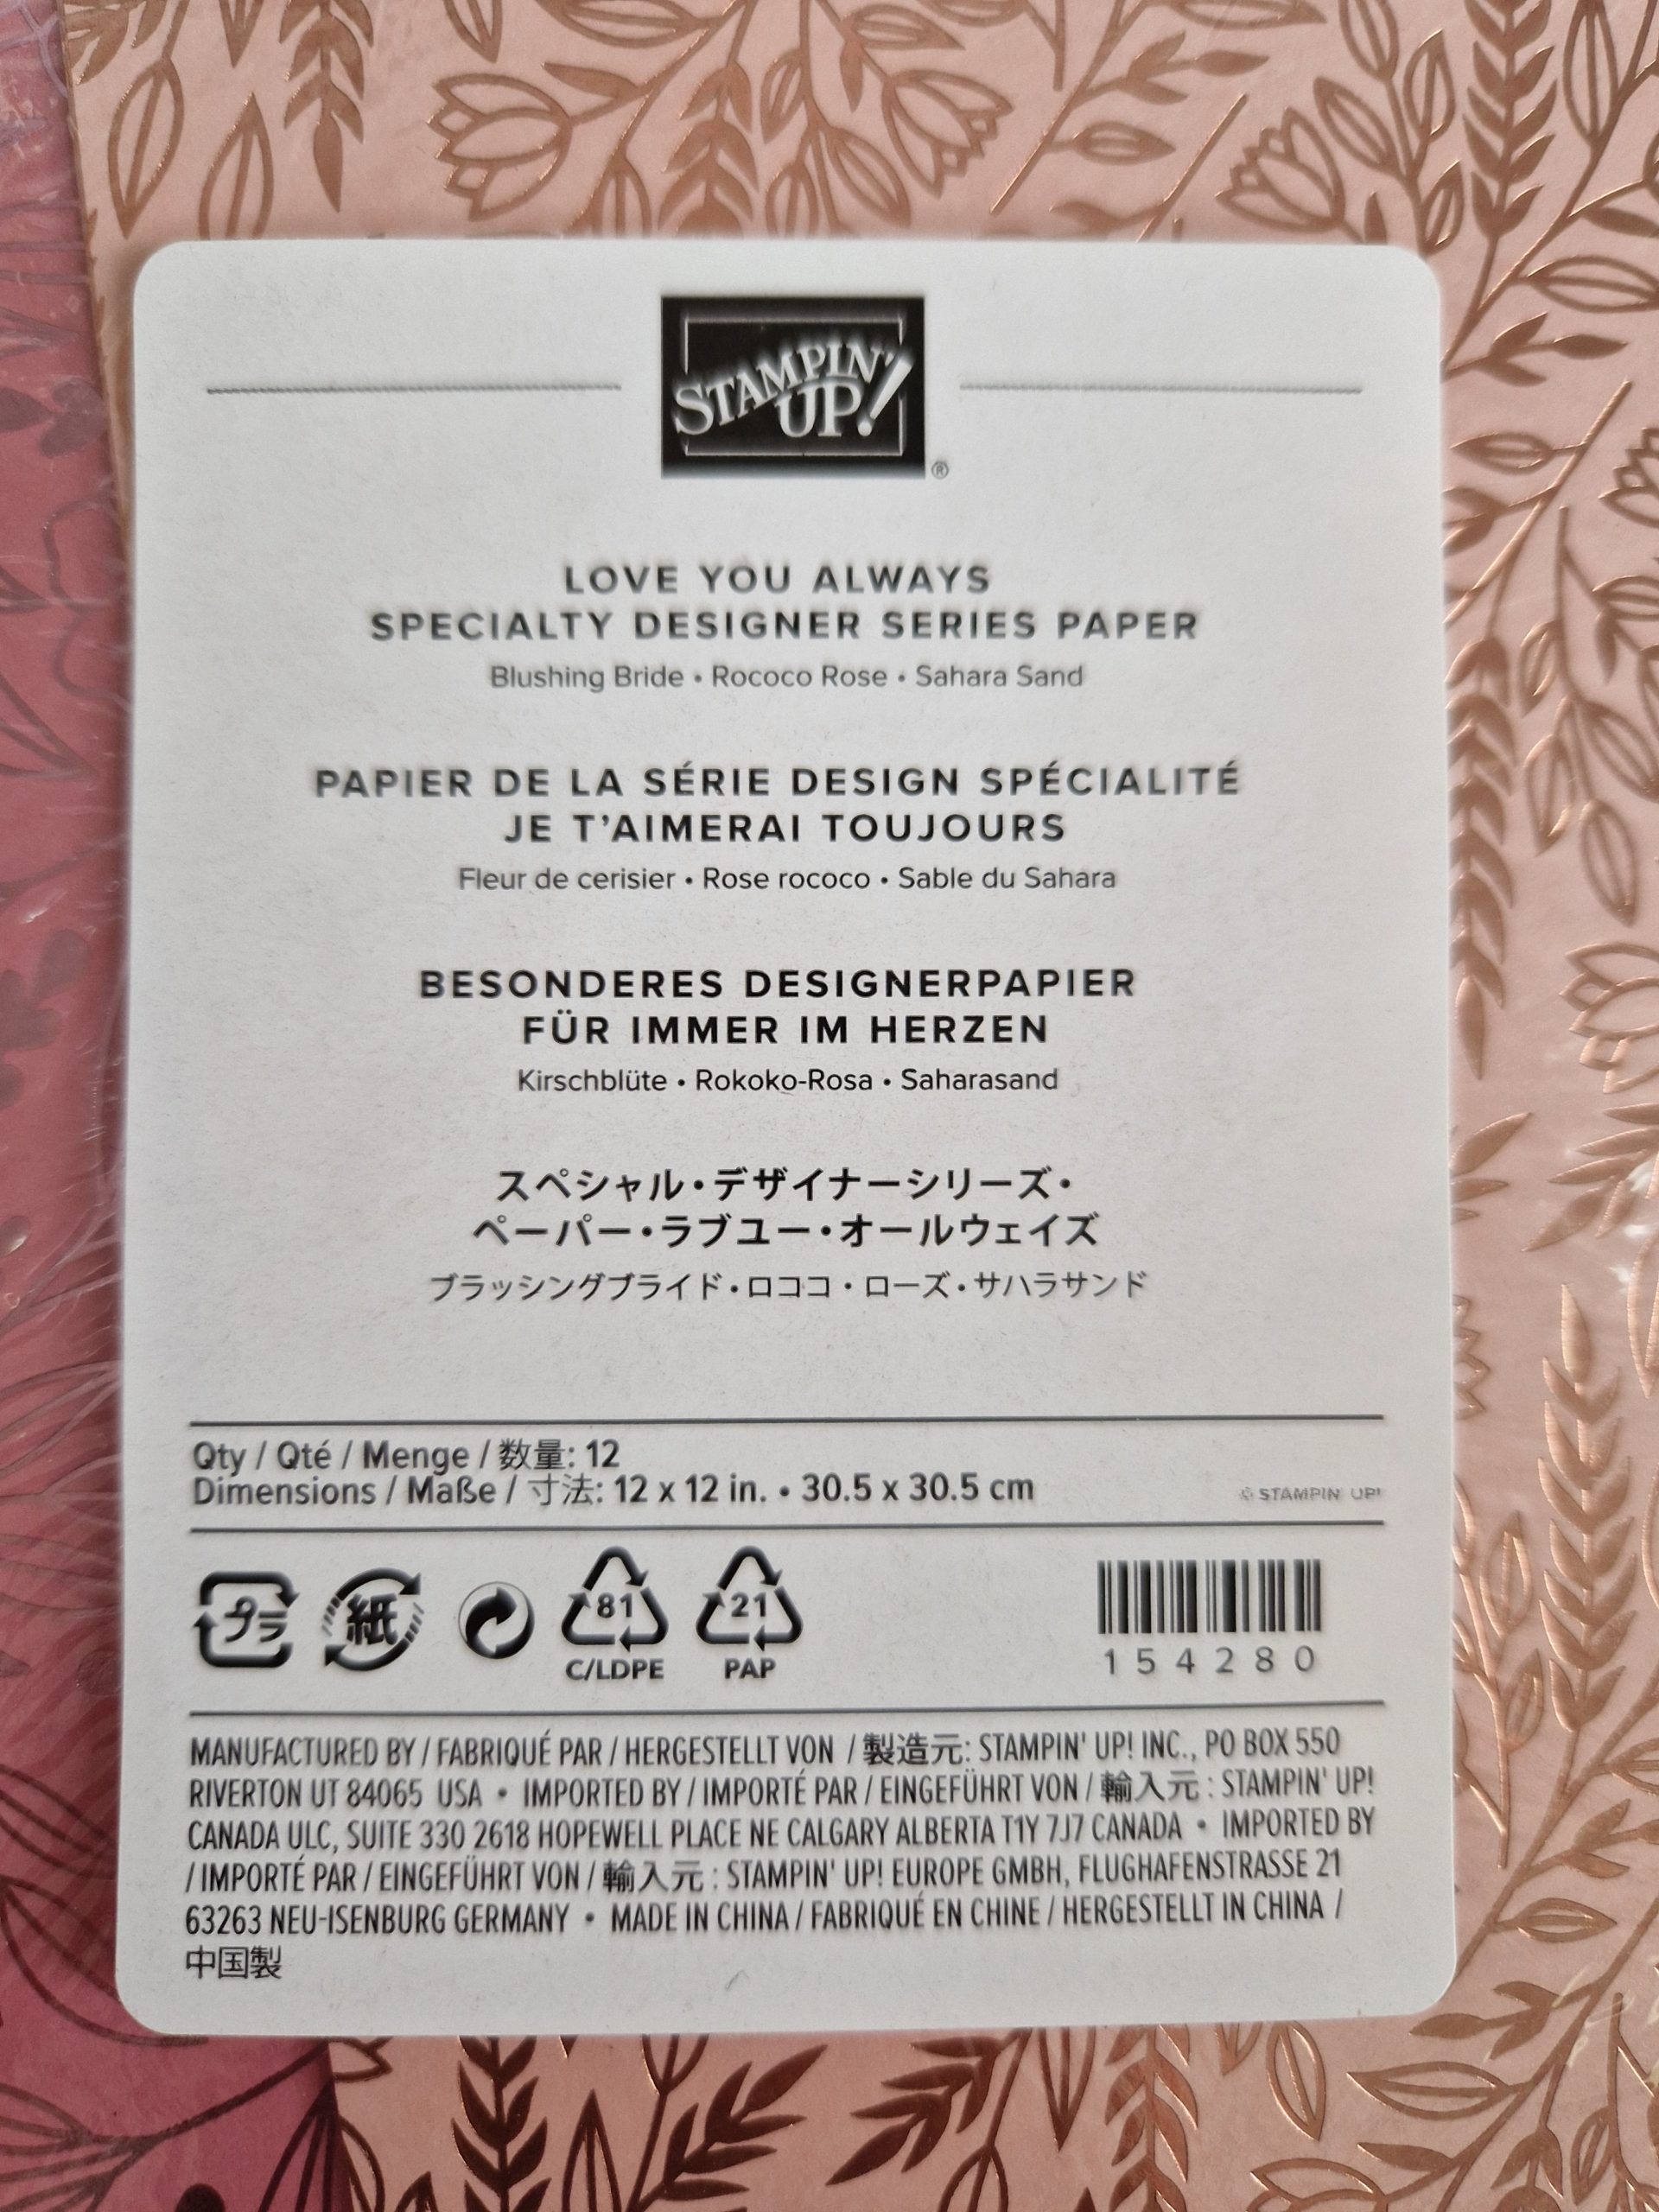 STAMPIN' UP! ®
LOVE YOU ALWAYS
SPECIALTY DESIGNER SERIES PAPER
Blushing Bride • Rococo Rose • Sahara Sand
PAPIER DE LA SÉRIE DESIGN SPÉCIALITÉ
JE T'AIMERAI TOUJOURS
Fleur de cerisier • Rose rococo • Sable du Sahara
BESONDERES DESIGNERPAPIER
FÜR IMMER IM HERZEN
Kirschblüte • Rokoko-Rosa • Saharasand
スペシャル・デザイナーシリーズ・
ペーパー・ラブユー・オールウェイズ
ブラッシングブライド・ロココ・ローズ・サハラサンド
Qty / Qté / Menge / 数量: 12
Dimensions / Maße / 寸法: 12 x 12 in. • 30.5 x 30.5 cm
© STAMPIN' UP!
プラ 紙 81 21
C/LDPE PAP
154280
MANUFACTURED BY / FABRIQUÉ PAR / HERGESTELLT VON / 製造元: STAMPIN' UP! INC., PO BOX 550
RIVERTON UT 84065 USA • IMPORTED BY / IMPORTÉ PAR / EINGEFÜHRT VON / 輸入元 : STAMPIN' UP!
CANADA ULC, SUITE 330 2618 HOPEWELL PLACE NE CALGARY ALBERTA T1Y 7J7 CANADA • IMPORTED BY
/ IMPORTÉ PAR / EINGEFÜHRT VON / 輸入元 : STAMPIN' UP! EUROPE GMBH, FLUGHAFENSTRASSE 21
63263 NEU-ISENBURG GERMANY • MADE IN CHINA / FABRIQUÉ EN CHINE / HERGESTELLT IN CHINA /
中国製